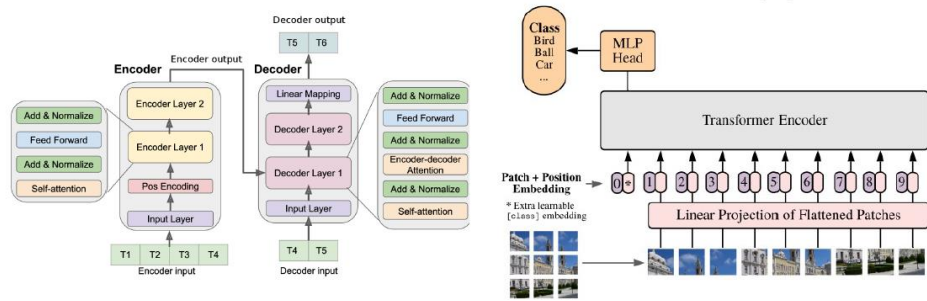 Decoder output
T5 T6
Encoder output
Encoder
Decoder
Add & Normalize
Feed Forward
Add & Normalize
Self-attention
Encoder Layer 2
Encoder Layer 1
Pos Encoding
Input Layer
T1 T2 T3 T4
Encoder input
Linear Mapping
Decoder Layer 2
Decoder Layer 1
Input Layer
T4 T5
Decoder input
Add & Normalize
Feed Forward
Add & Normalize
Encoder-decoder
Attention
Add & Normalize
Self-attention
Class
Bird
Ball
Car
...
MLP
Head
Transformer Encoder
Patch + Position
Embedding
* Extra learnable
[class] embedding
0 * 1 2 3 4 5 6 7 8 9
Linear Projection of Flattened Patches